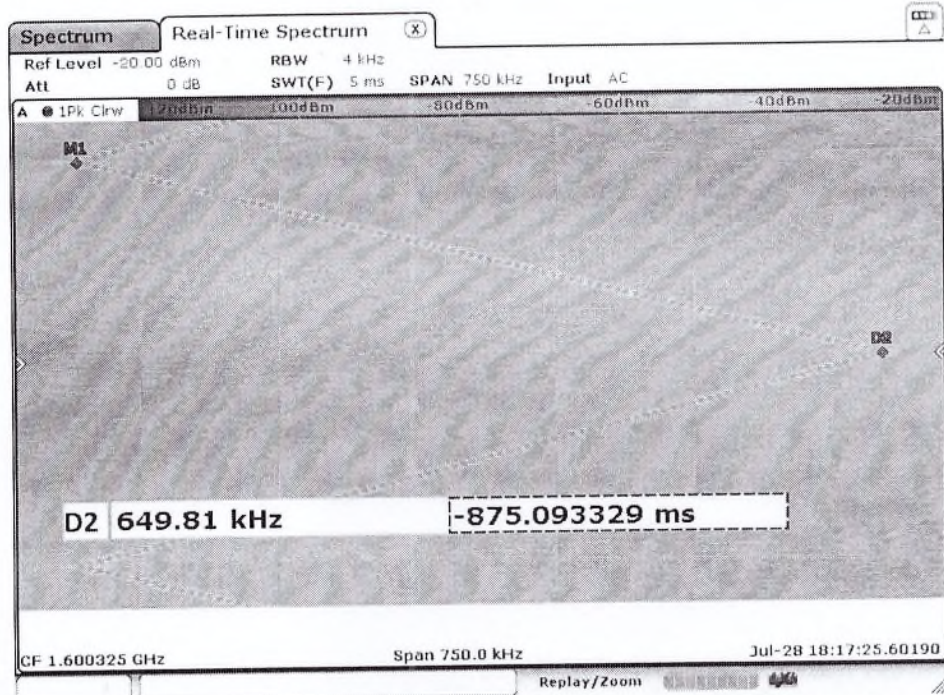 Spectrum Real-Time Spectrum X
Ref Level -20.00 dBm RBW 4 kHz
Att 0 dB SWT(F) 5 ms SPAN 750 kHz Input AC
A 1Pk Clrw -120dBm -100dBm -80dBm -60dBm -40dBm -20dBm
M1
D2
D2 649.81 kHz -875.093329 ms
CF 1.600325 GHz Span 750.0 kHz Jul-28 18:17:25.60190
Replay/Zoom